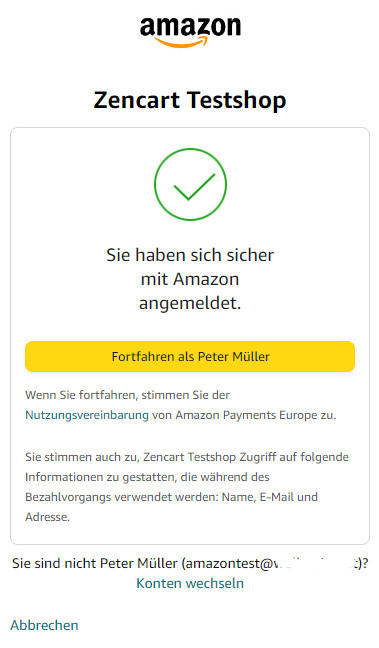 amazon
Zencart Testshop
Sie haben sich sicher
mit Amazon
angemeldet.
Fortfahren als Peter Müller
Wenn Sie fortfahren, stimmen Sie der
Nutzungsvereinbarung von Amazon Payments Europe zu.
Sie stimmen auch zu, Zencart Testshop Zugriff auf folgende
Informationen zu gestatten, die während des
Bezahlvorgangs verwendet werden: Name, E-Mail und
Adresse.
Sie sind nicht Peter Müller (amazontest@
Konten wechseln
Abbrechen